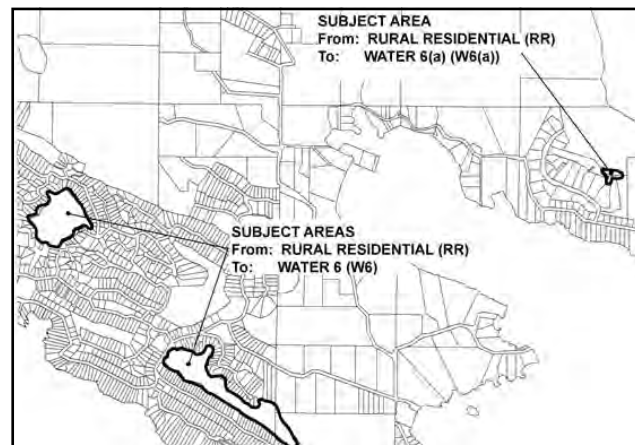 SUBJECT AREA
From: RURAL RESIDENTIAL (RR)
To: WATER 6(a) (W6(a))
SUBJECT AREAS
From: RURAL RESIDENTIAL (RR)
To: WATER 6 (W6)